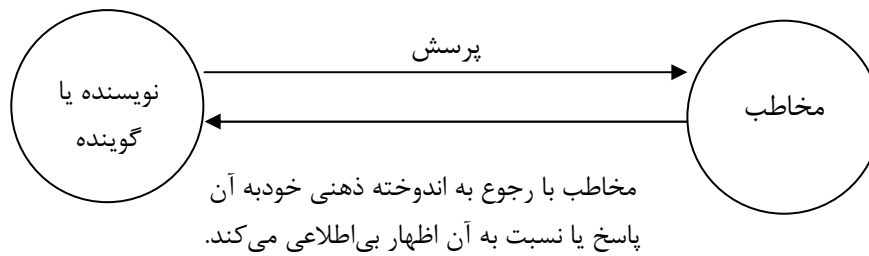 پرسش
مخاطب
نویسنده یا
گوینده
مخاطب با رجوع به اندوخته ذهنی خودبه آن
پاسخ یا نسبت به آن اظهار بی‌اطلاعی می‌کند.